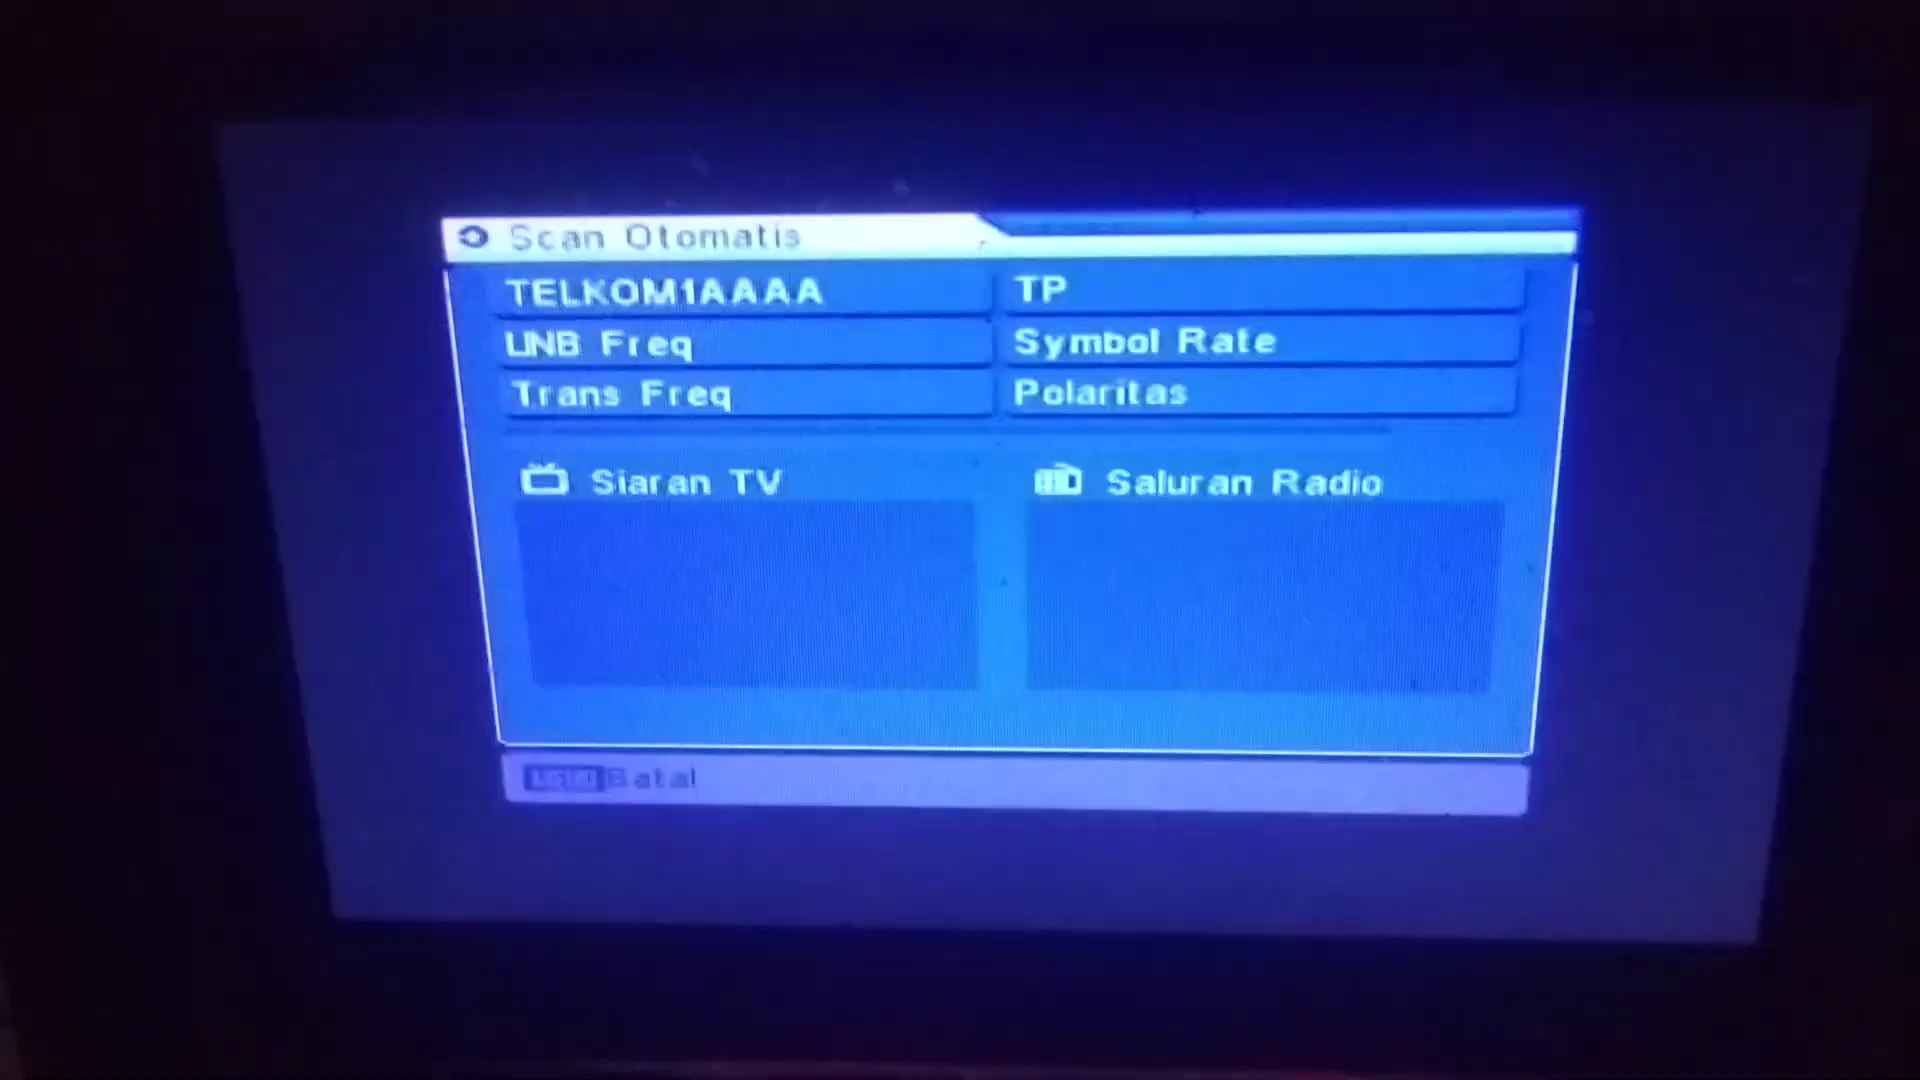 Scan Otomatis
TELKOM1AAAA TP
LNB Freq Symbol Rate
Trans Freq Polaritas
Siaran TV Saluran Radio
Batal